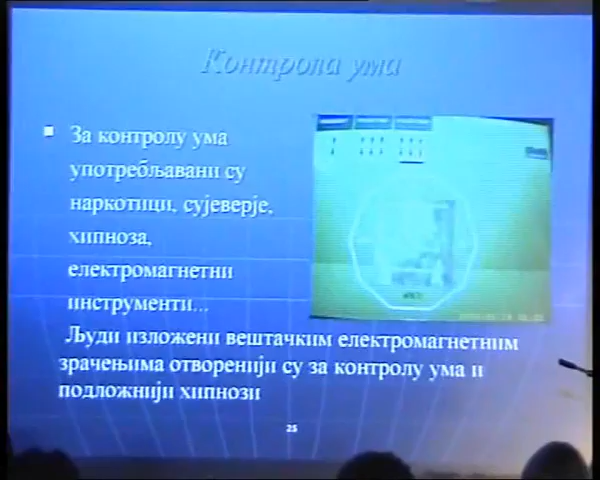 Контрола ума
За контролу ума
употребљавани су
наркотици, сујеверје,
хипноза,
електромагнетни
инструменти...
Људи изложени вештачким електромагнетним
зрачењима отворенији су за контролу ума и
подложнији хипнози
25